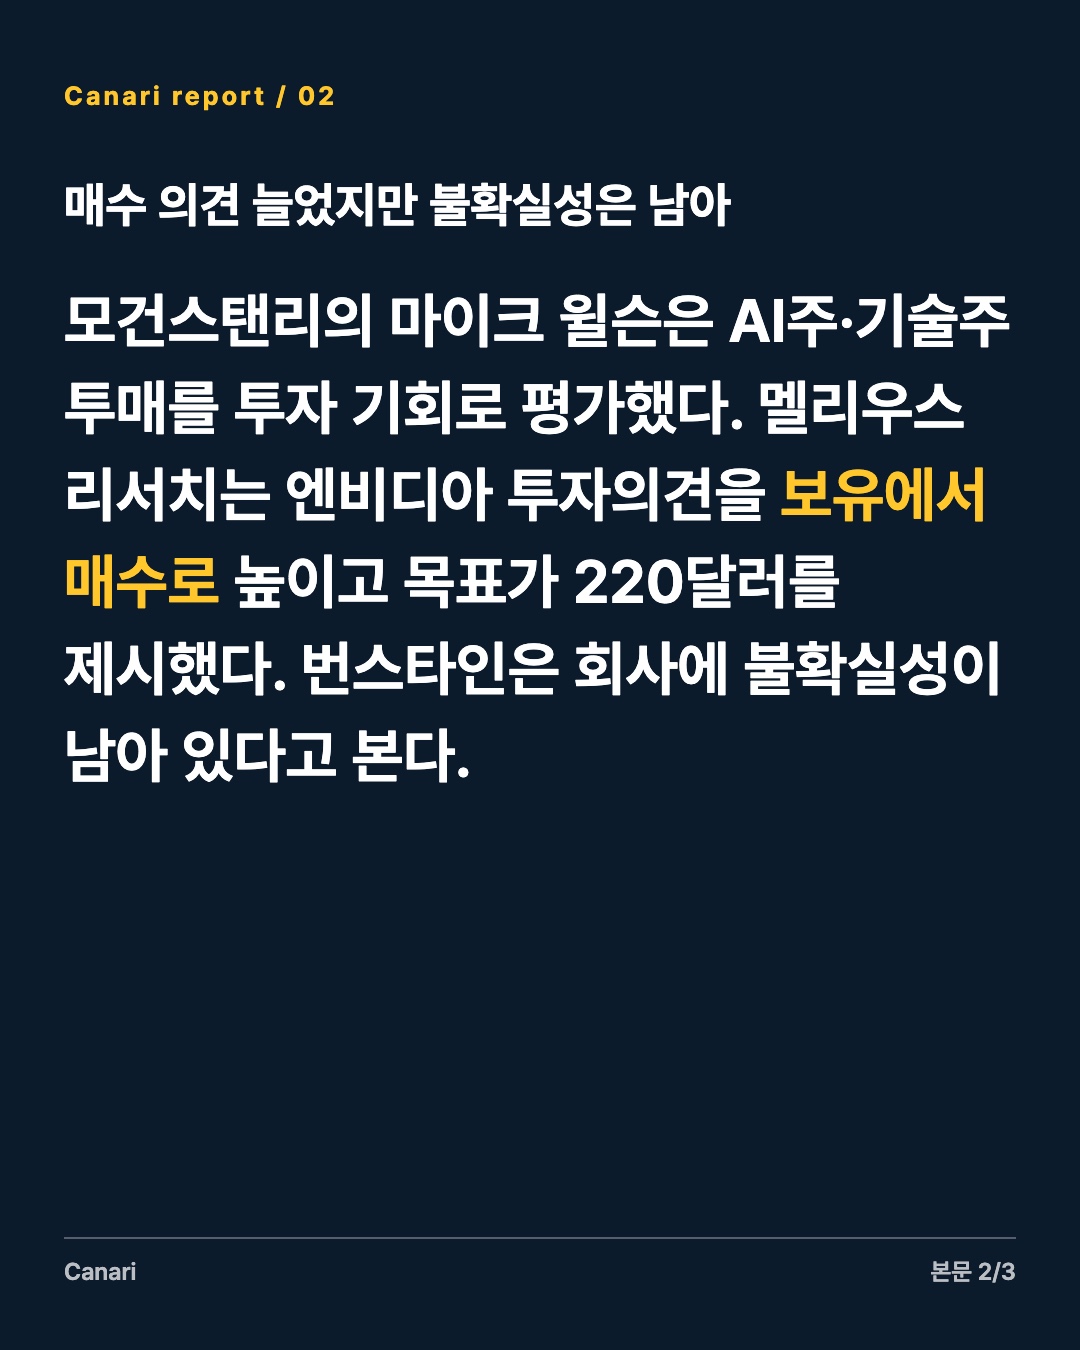 Canari report / 02
매수 의견 늘었지만 불확실성은 남아
모건스탠리의 마이크 윌슨은 AI주·기술주
투매를 투자 기회로 평가했다. 멜리우스
리서치는 엔비디아 투자의견을 보유에서
매수로 높이고 목표가 220달러를
제시했다. 번스타인은 회사에 불확실성이
남아 있다고 본다.
Canari
본문 2/3